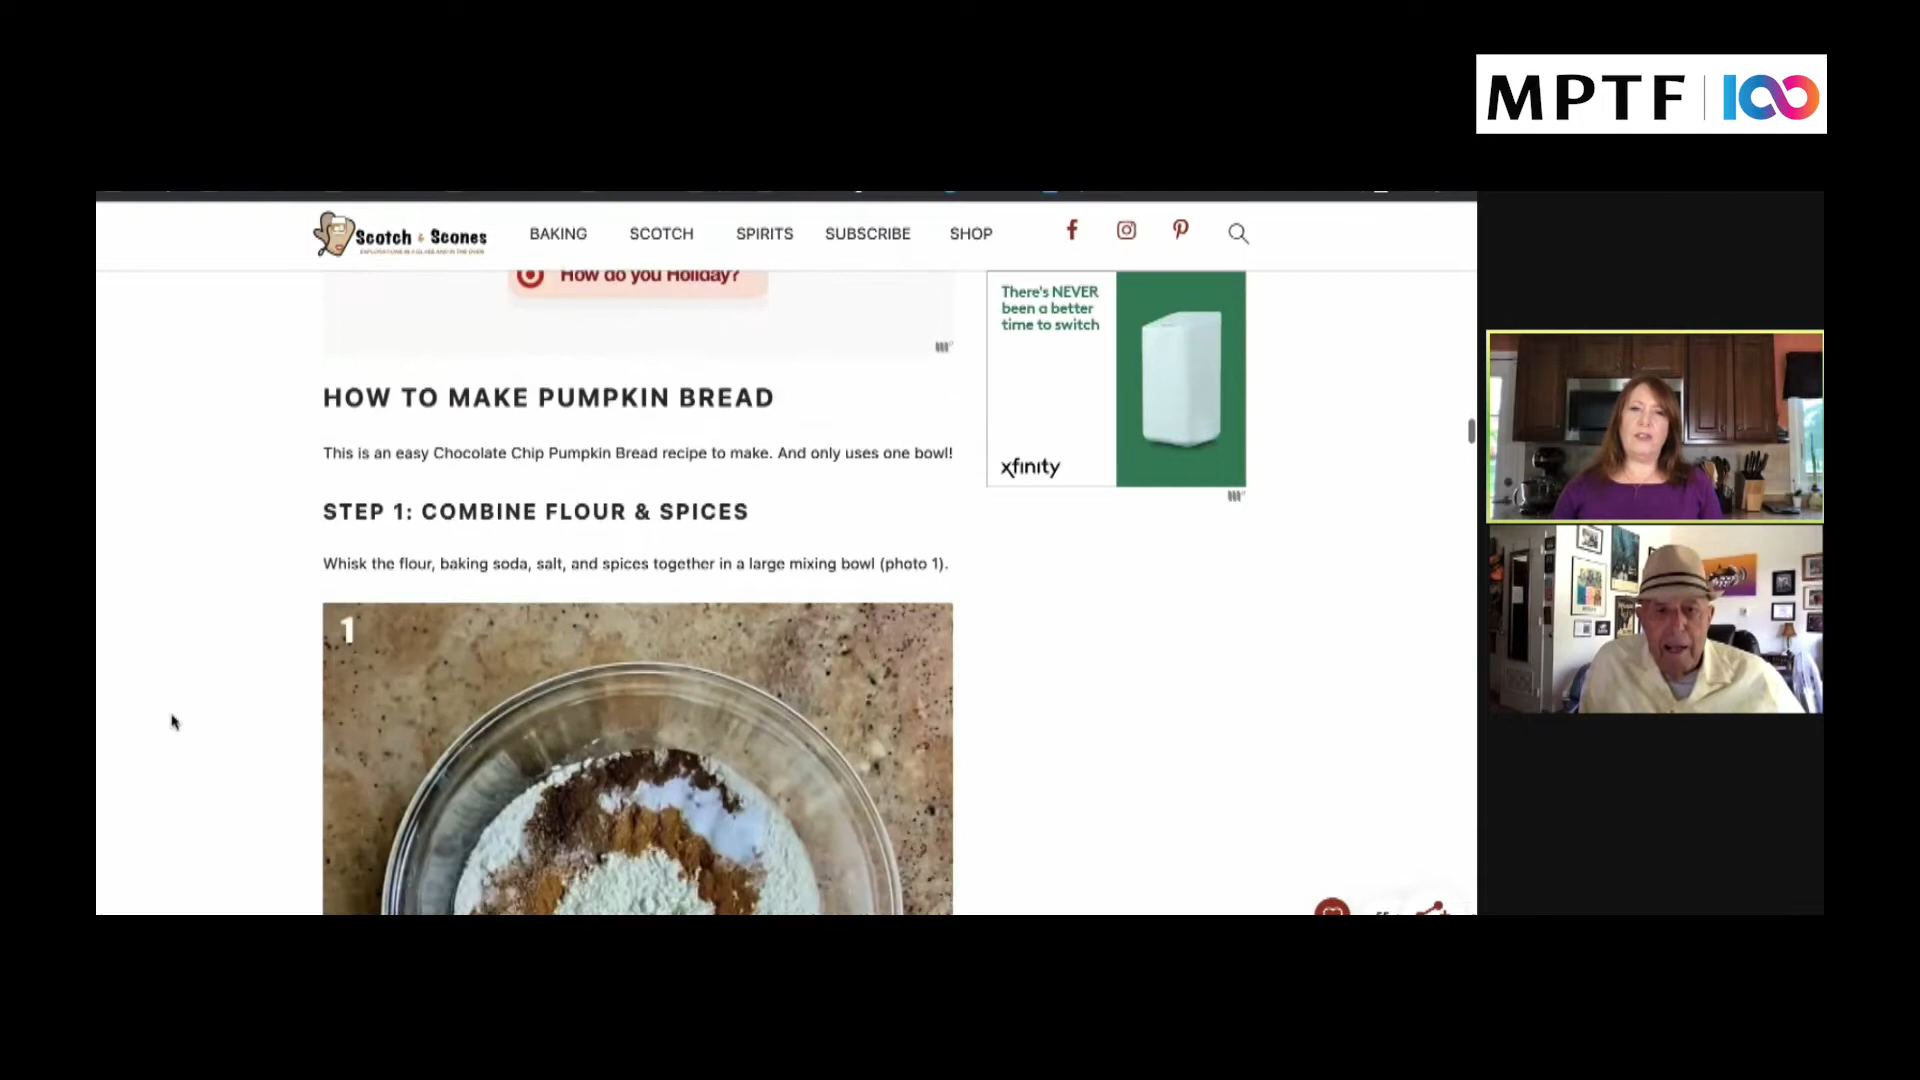 MPTF 100
Scotch & Scones
BAKING SCOTCH SPIRITS SUBSCRIBE SHOP
How do you Holiday?
There's NEVER
been a better
time to switch
xfinity
HOW TO MAKE PUMPKIN BREAD
This is an easy Chocolate Chip Pumpkin Bread recipe to make. And only uses one bowl!
STEP 1: COMBINE FLOUR & SPICES
Whisk the flour, baking soda, salt, and spices together in a large mixing bowl (photo 1).
1